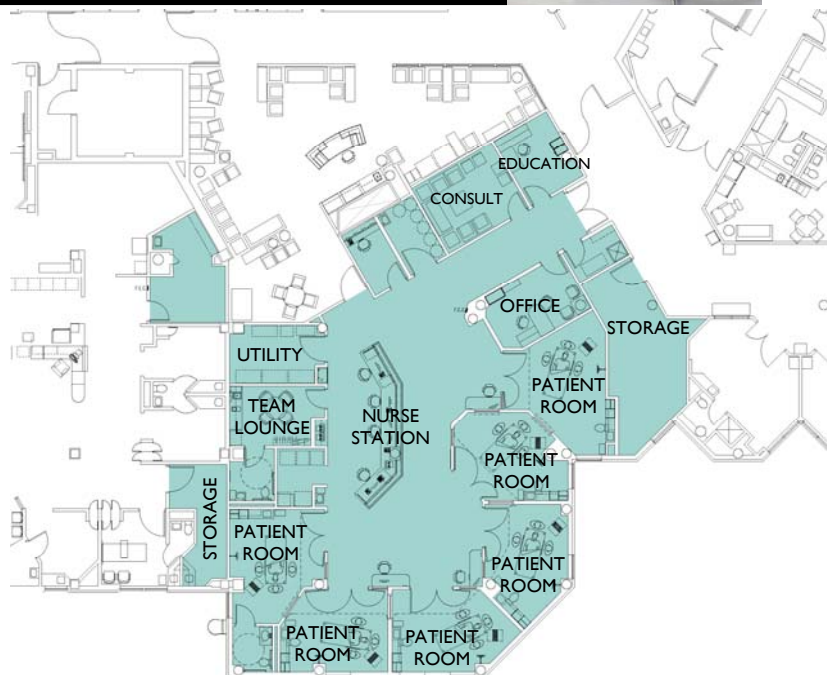 EDUCATION
CONSULT
OFFICE
STORAGE
UTILITY
PATIENT
ROOM
TEAM
LOUNGE
NURSE
STATION
PATIENT
ROOM
STORAGE
PATIENT
ROOM
PATIENT
ROOM
PATIENT
ROOM
PATIENT
ROOM